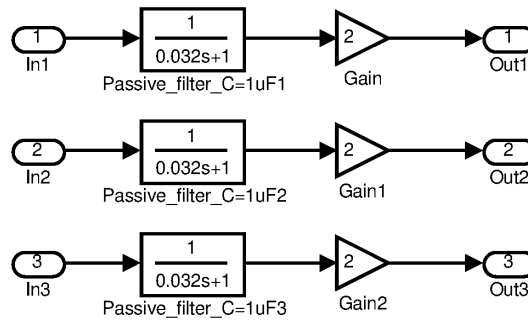 1
In1
1
0.032s+1
Passive_filter_C=1uF1
2
Gain
1
Out1
2
In2
1
0.032s+1
Passive_filter_C=1uF2
2
Gain1
2
Out2
3
In3
1
0.032s+1
Passive_filter_C=1uF3
2
Gain2
3
Out3